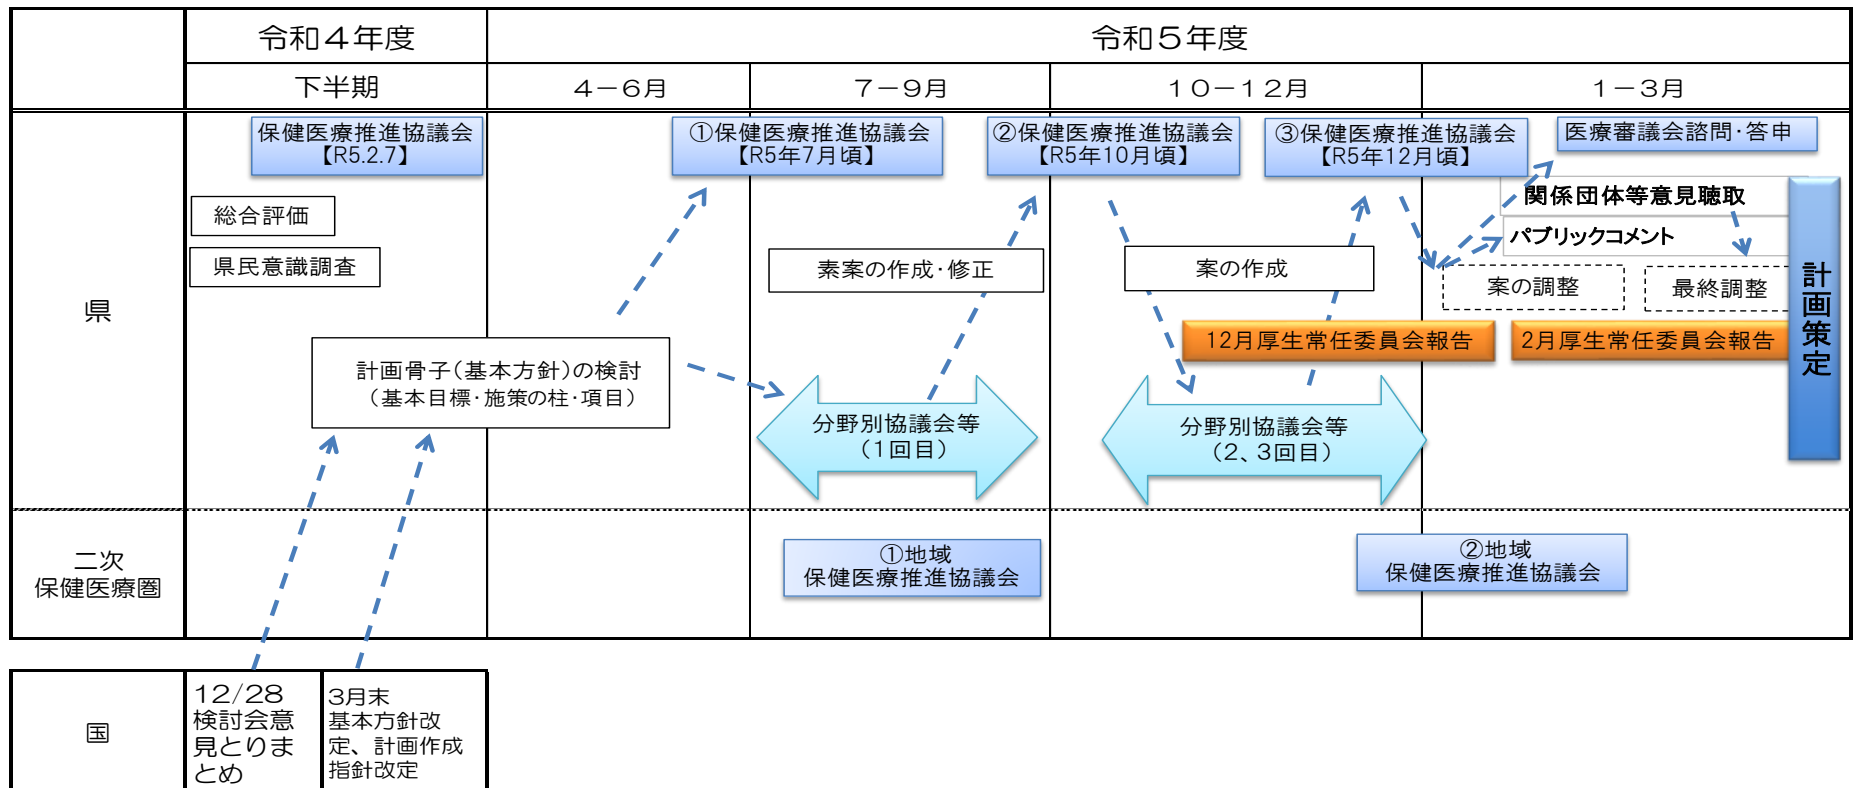 令和４年度
令和５年度
下半期
４－６月
７－９月
１０－１２月
１－３月
県
保健医療推進協議会
【R5.2.7】
①保健医療推進協議会
【R5年7月頃】
②保健医療推進協議会
【R5年10月頃】
③保健医療推進協議会
【R5年12月頃】
医療審議会諮問・答申
総合評価
県民意識調査
素案の作成・修正
案の作成
関係団体等意見聴取
パブリックコメント
案の調整
最終調整
計画策定
12月厚生常任委員会報告
2月厚生常任委員会報告
計画骨子（基本方針）の検討
（基本目標・施策の柱・項目）
分野別協議会等
（１回目）
分野別協議会等
（２、３回目）
二次
保健医療圏
①地域
保健医療推進協議会
②地域
保健医療推進協議会
国
12/28
検討会意
見とりま
とめ
3月末
基本方針改
定、計画作成
指針改定